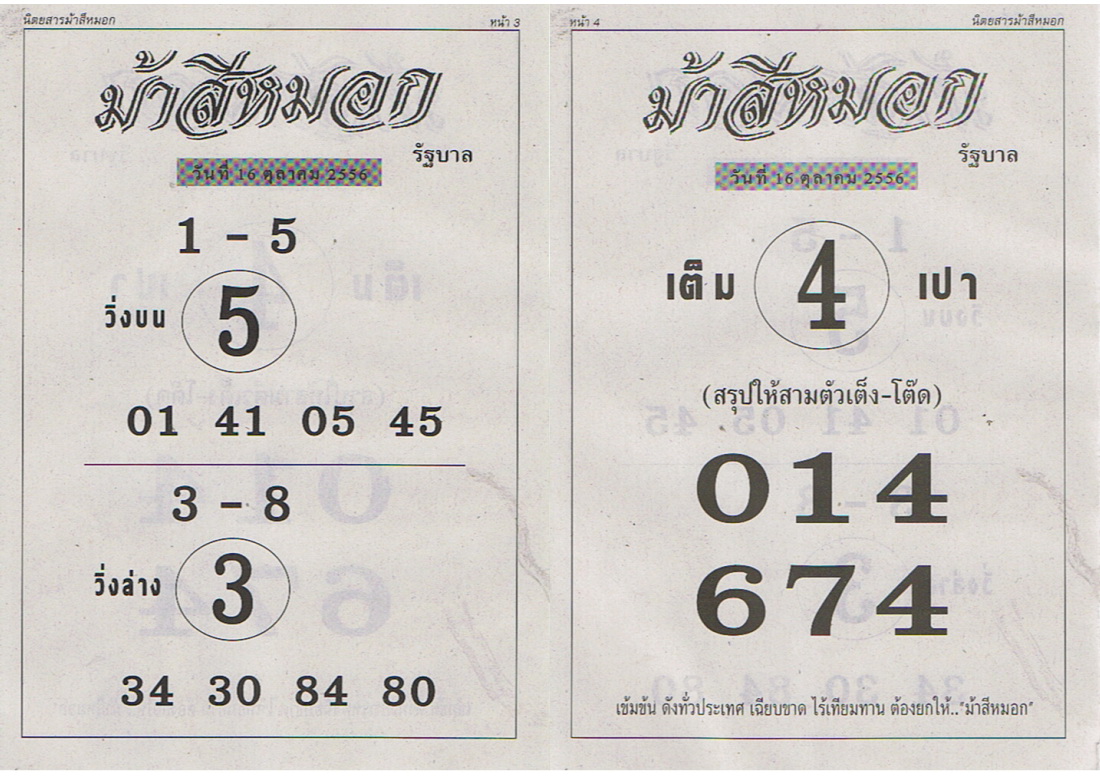 นิตยสารม้าสีหมอก หน้า 3
ม้าสีหมอก
รัฐบาล
วันที่ 16 ตุลาคม 2556
1 - 5
วิ่งบน 5
01 41 05 45
3 - 8
วิ่งล่าง 3
34 30 84 80
หน้า 4 นิตยสารม้าสีหมอก
ม้าสีหมอก
รัฐบาล
วันที่ 16 ตุลาคม 2556
เต็ม 4 เปา
(สรุปให้สามตัวเต็ง-โต๊ด)
014
674
เข้มข้น ดังทั่วประเทศ เฉียบขาด ไร้เทียมทาน ต้องยกให้.."ม้าสีหมอก"